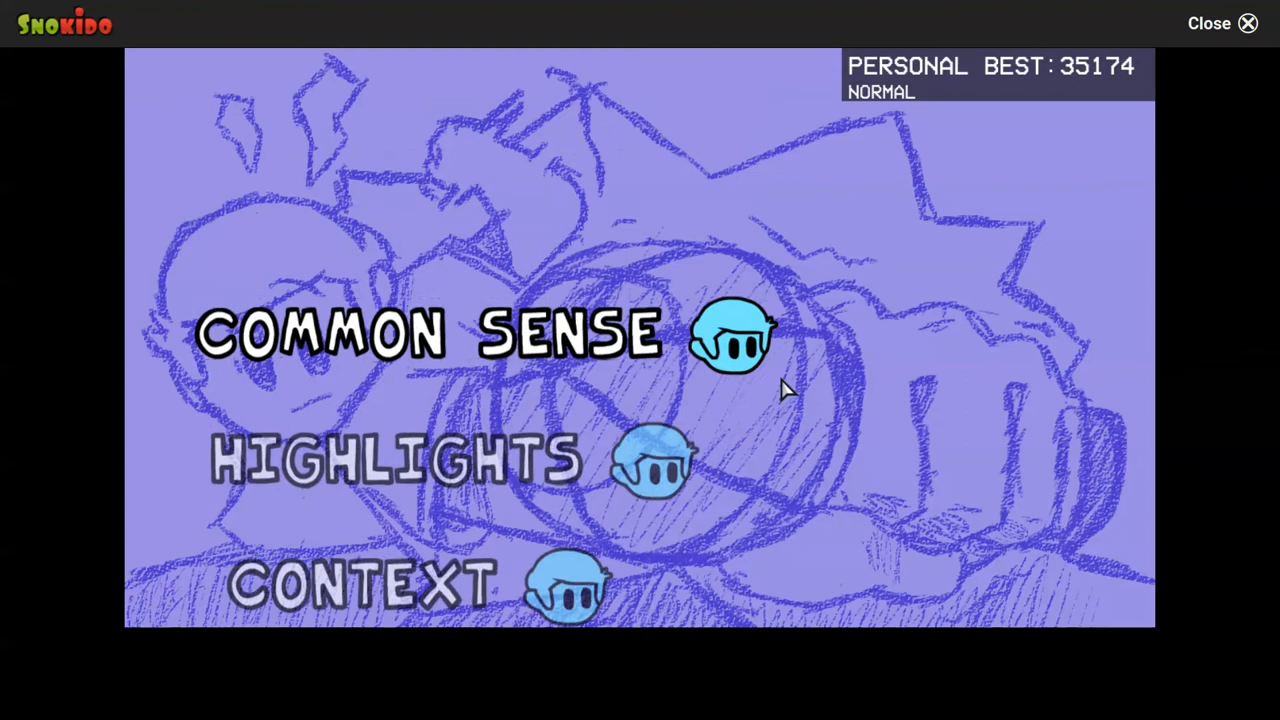 SNOKIDO
Close
PERSONAL BEST:35174
NORMAL
COMMON SENSE
HIGHLIGHTS
CONTEXT